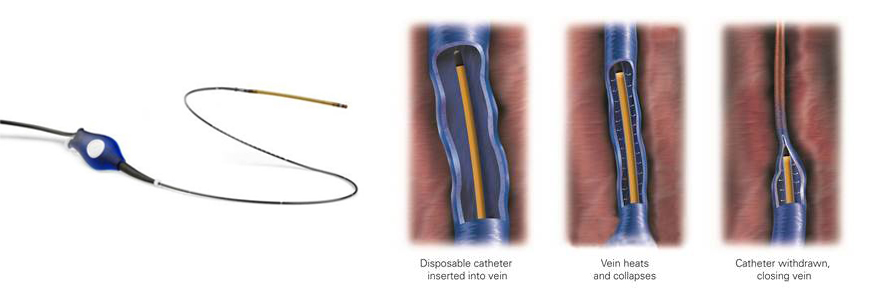 Disposable catheter
inserted into vein
Vein heats
and collapses
Catheter withdrawn,
closing vein